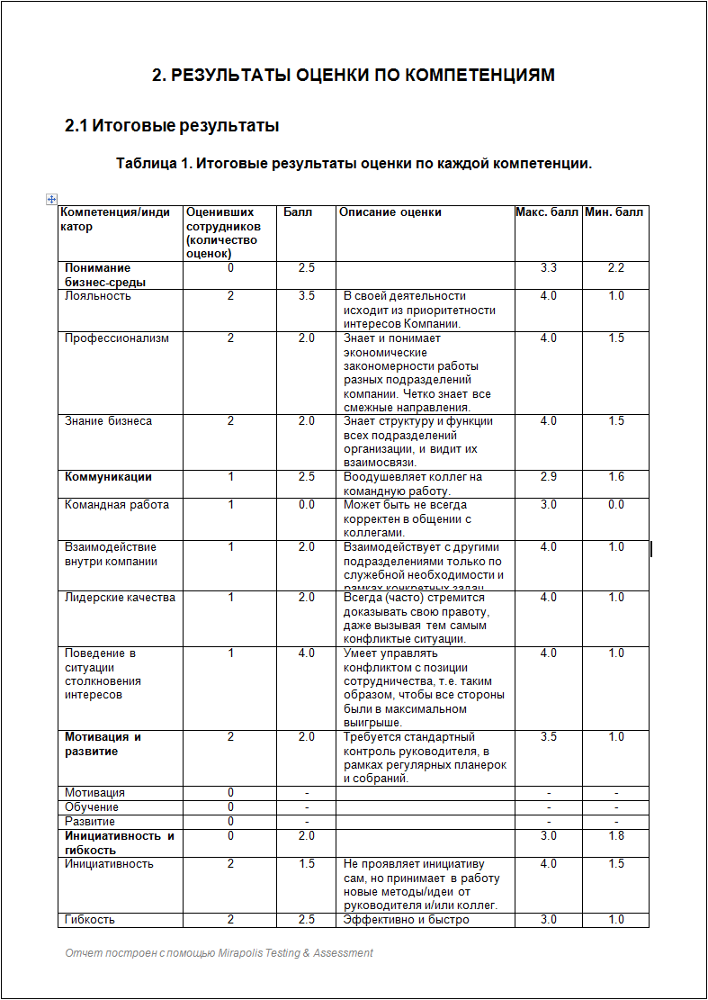 2. РЕЗУЛЬТАТЫ ОЦЕНКИ ПО КОМПЕТЕНЦИЯМ
2.1 Итоговые результаты
Таблица 1. Итоговые результаты оценки по каждой компетенции.
Компетенция/инди
катор
Оценивших
сотрудников
(количество
оценок)
Балл
Описание оценки
Макс. балл
Мин. балл
Понимание
бизнес-среды
0
2.5
3.3
2.2
Лояльность
2
3.5
В своей деятельности
исходит из приоритетности
интересов Компании.
4.0
1.0
Профессионализм
2
2.0
Знает и понимает
экономические
закономерности работы
разных подразделений
компании. Четко знает все
смежные направления.
4.0
1.5
Знание бизнеса
2
2.0
Знает структуру и функции
всех подразделений
организации, и видит их
взаимосвязи.
4.0
1.5
Коммуникации
1
2.5
Воодушевляет коллег на
командную работу.
2.9
1.6
Командная работа
1
0.0
Может быть не всегда
корректен в общении с
коллегами.
3.0
0.0
Взаимодействие
внутри компании
1
2.0
Взаимодействует с другими
подразделениями только по
служебной необходимости и
рамках конкретных задач
4.0
1.0
Лидерские качества
1
2.0
Всегда (часто) стремится
доказывать свою правоту,
даже вызывая тем самым
конфликтые ситуации.
4.0
1.0
Поведение в
ситуации
столкновения
интересов
1
4.0
Умеет управлять
конфликтом с позиции
сотрудничества, т.е. таким
образом, чтобы все стороны
были в максимальном
выигрыше.
4.0
1.0
Мотивация и
развитие
2
2.0
Требуется стандартный
контроль руководителя, в
рамках регулярных планерок
и собраний.
3.5
1.0
Мотивация
0
-
-
-
Обучение
0
-
-
-
Развитие
0
-
-
-
Инициативность и
гибкость
0
2.0
3.0
1.8
Инициативность
2
1.5
Не проявляет инициативу
сам, но принимает в работу
новые методы/идеи от
руководителя и/или коллег.
4.0
1.5
Гибкость
2
2.5
Эффективно и быстро
3.0
1.0
Отчет построен с помощью Mirapolis Testing & Assessment